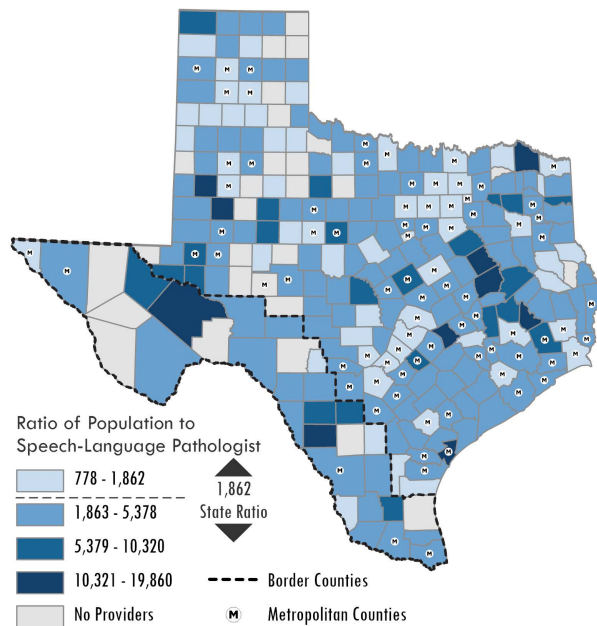 Ratio of Population to
Speech-Language Pathologist
778 - 1,862
1,863 - 5,378
5,379 - 10,320
10,321 - 19,860
No Providers
1,862
State Ratio
Border Counties
M Metropolitan Counties